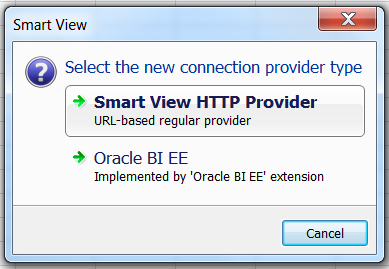 Smart View
Select the new connection provider type
Smart View HTTP Provider
URL-based regular provider
Oracle BI EE
Implemented by 'Oracle BI EE' extension
Cancel